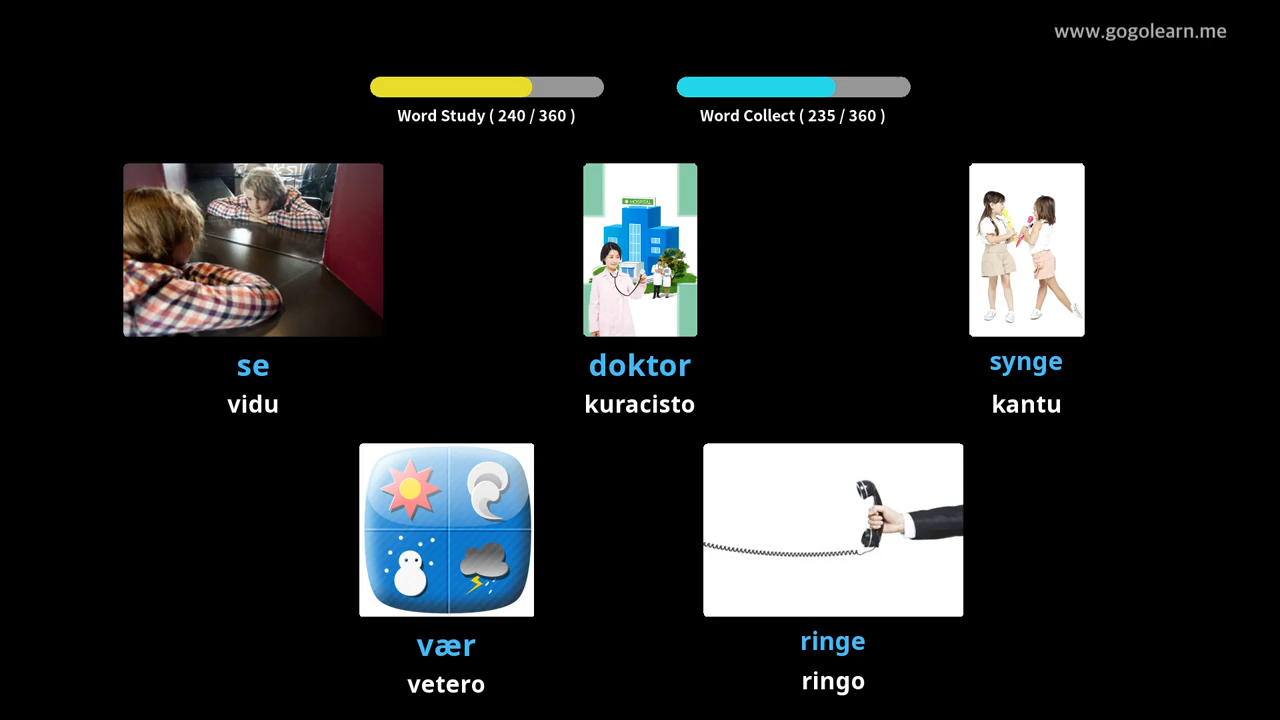 www.gogolearn.me
Word Study ( 240 / 360 )
Word Collect ( 235 / 360 )
HOSPITAL
se
vidu
doktor
kuracisto
synge
kantu
vær
vetero
ringe
ringo